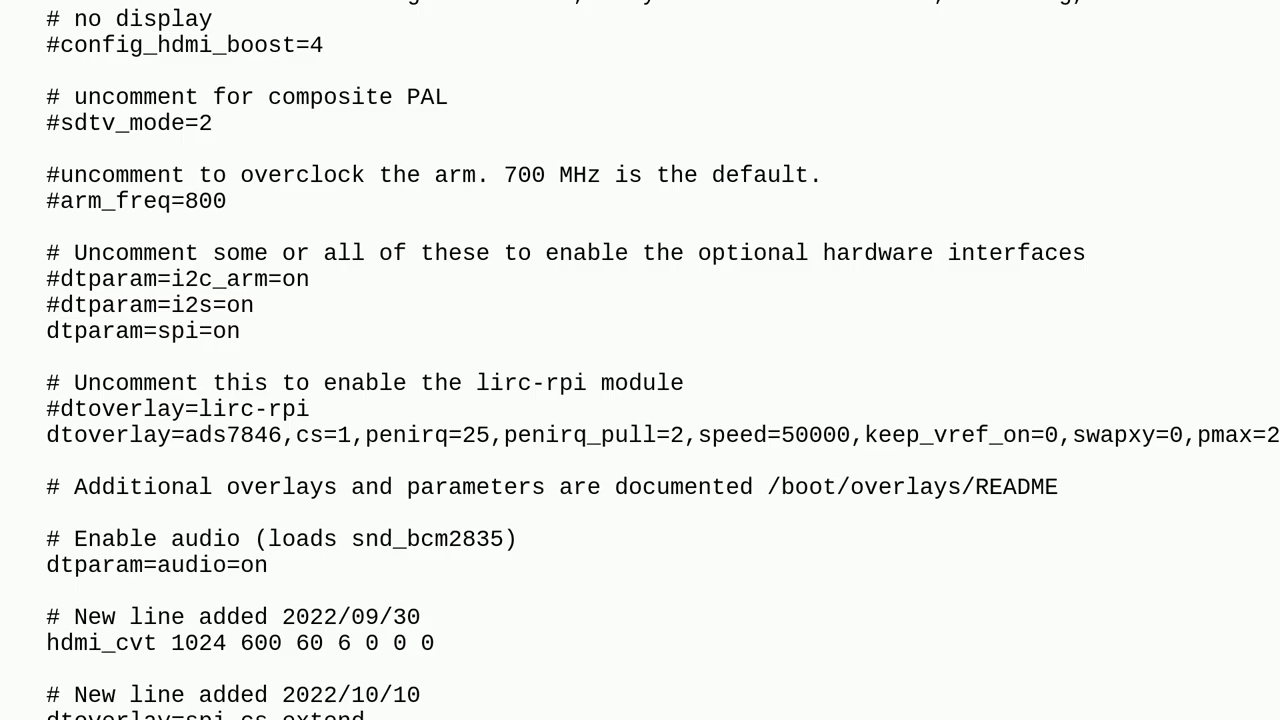 # no display
#config_hdmi_boost=4
# uncomment for composite PAL
#sdtv_mode=2
#uncomment to overclock the arm. 700 MHz is the default.
#arm_freq=800
# Uncomment some or all of these to enable the optional hardware interfaces
#dtparam=i2c_arm=on
#dtparam=i2s=on
dtparam=spi=on
# Uncomment this to enable the lirc-rpi module
#dtoverlay=lirc-rpi
dtoverlay=ads7846,cs=1,penirq=25,penirq_pull=2,speed=50000,keep_vref_on=0,swapxy=0,pmax=2
# Additional overlays and parameters are documented /boot/overlays/README
# Enable audio (loads snd_bcm2835)
dtparam=audio=on
# New line added 2022/09/30
hdmi_cvt 1024 600 60 6 0 0 0
# New line added 2022/10/10